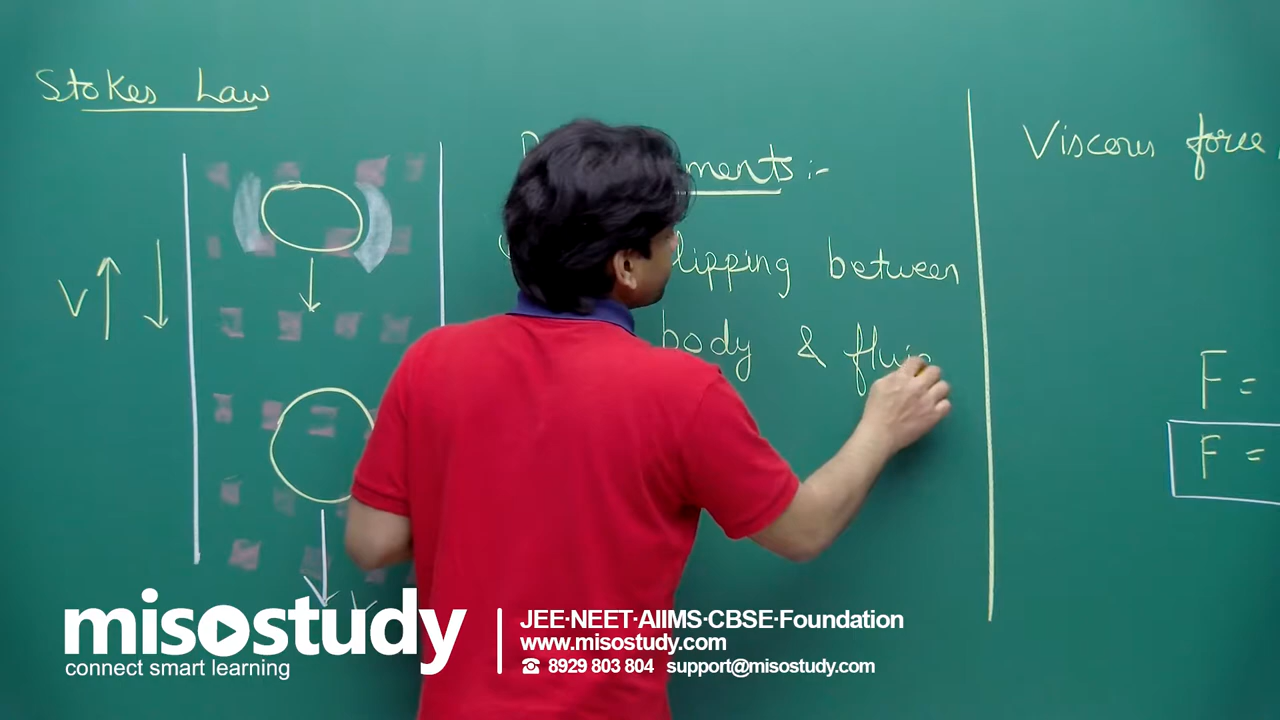 Stokes Law
V
ments :-
lipping between
body & flui
Viscous force
F =
F =
misostudy
connect smart learning
JEE·NEET·AIIMS·CBSE·Foundation
www.misostudy.com
8929 803 804 support@misostudy.com